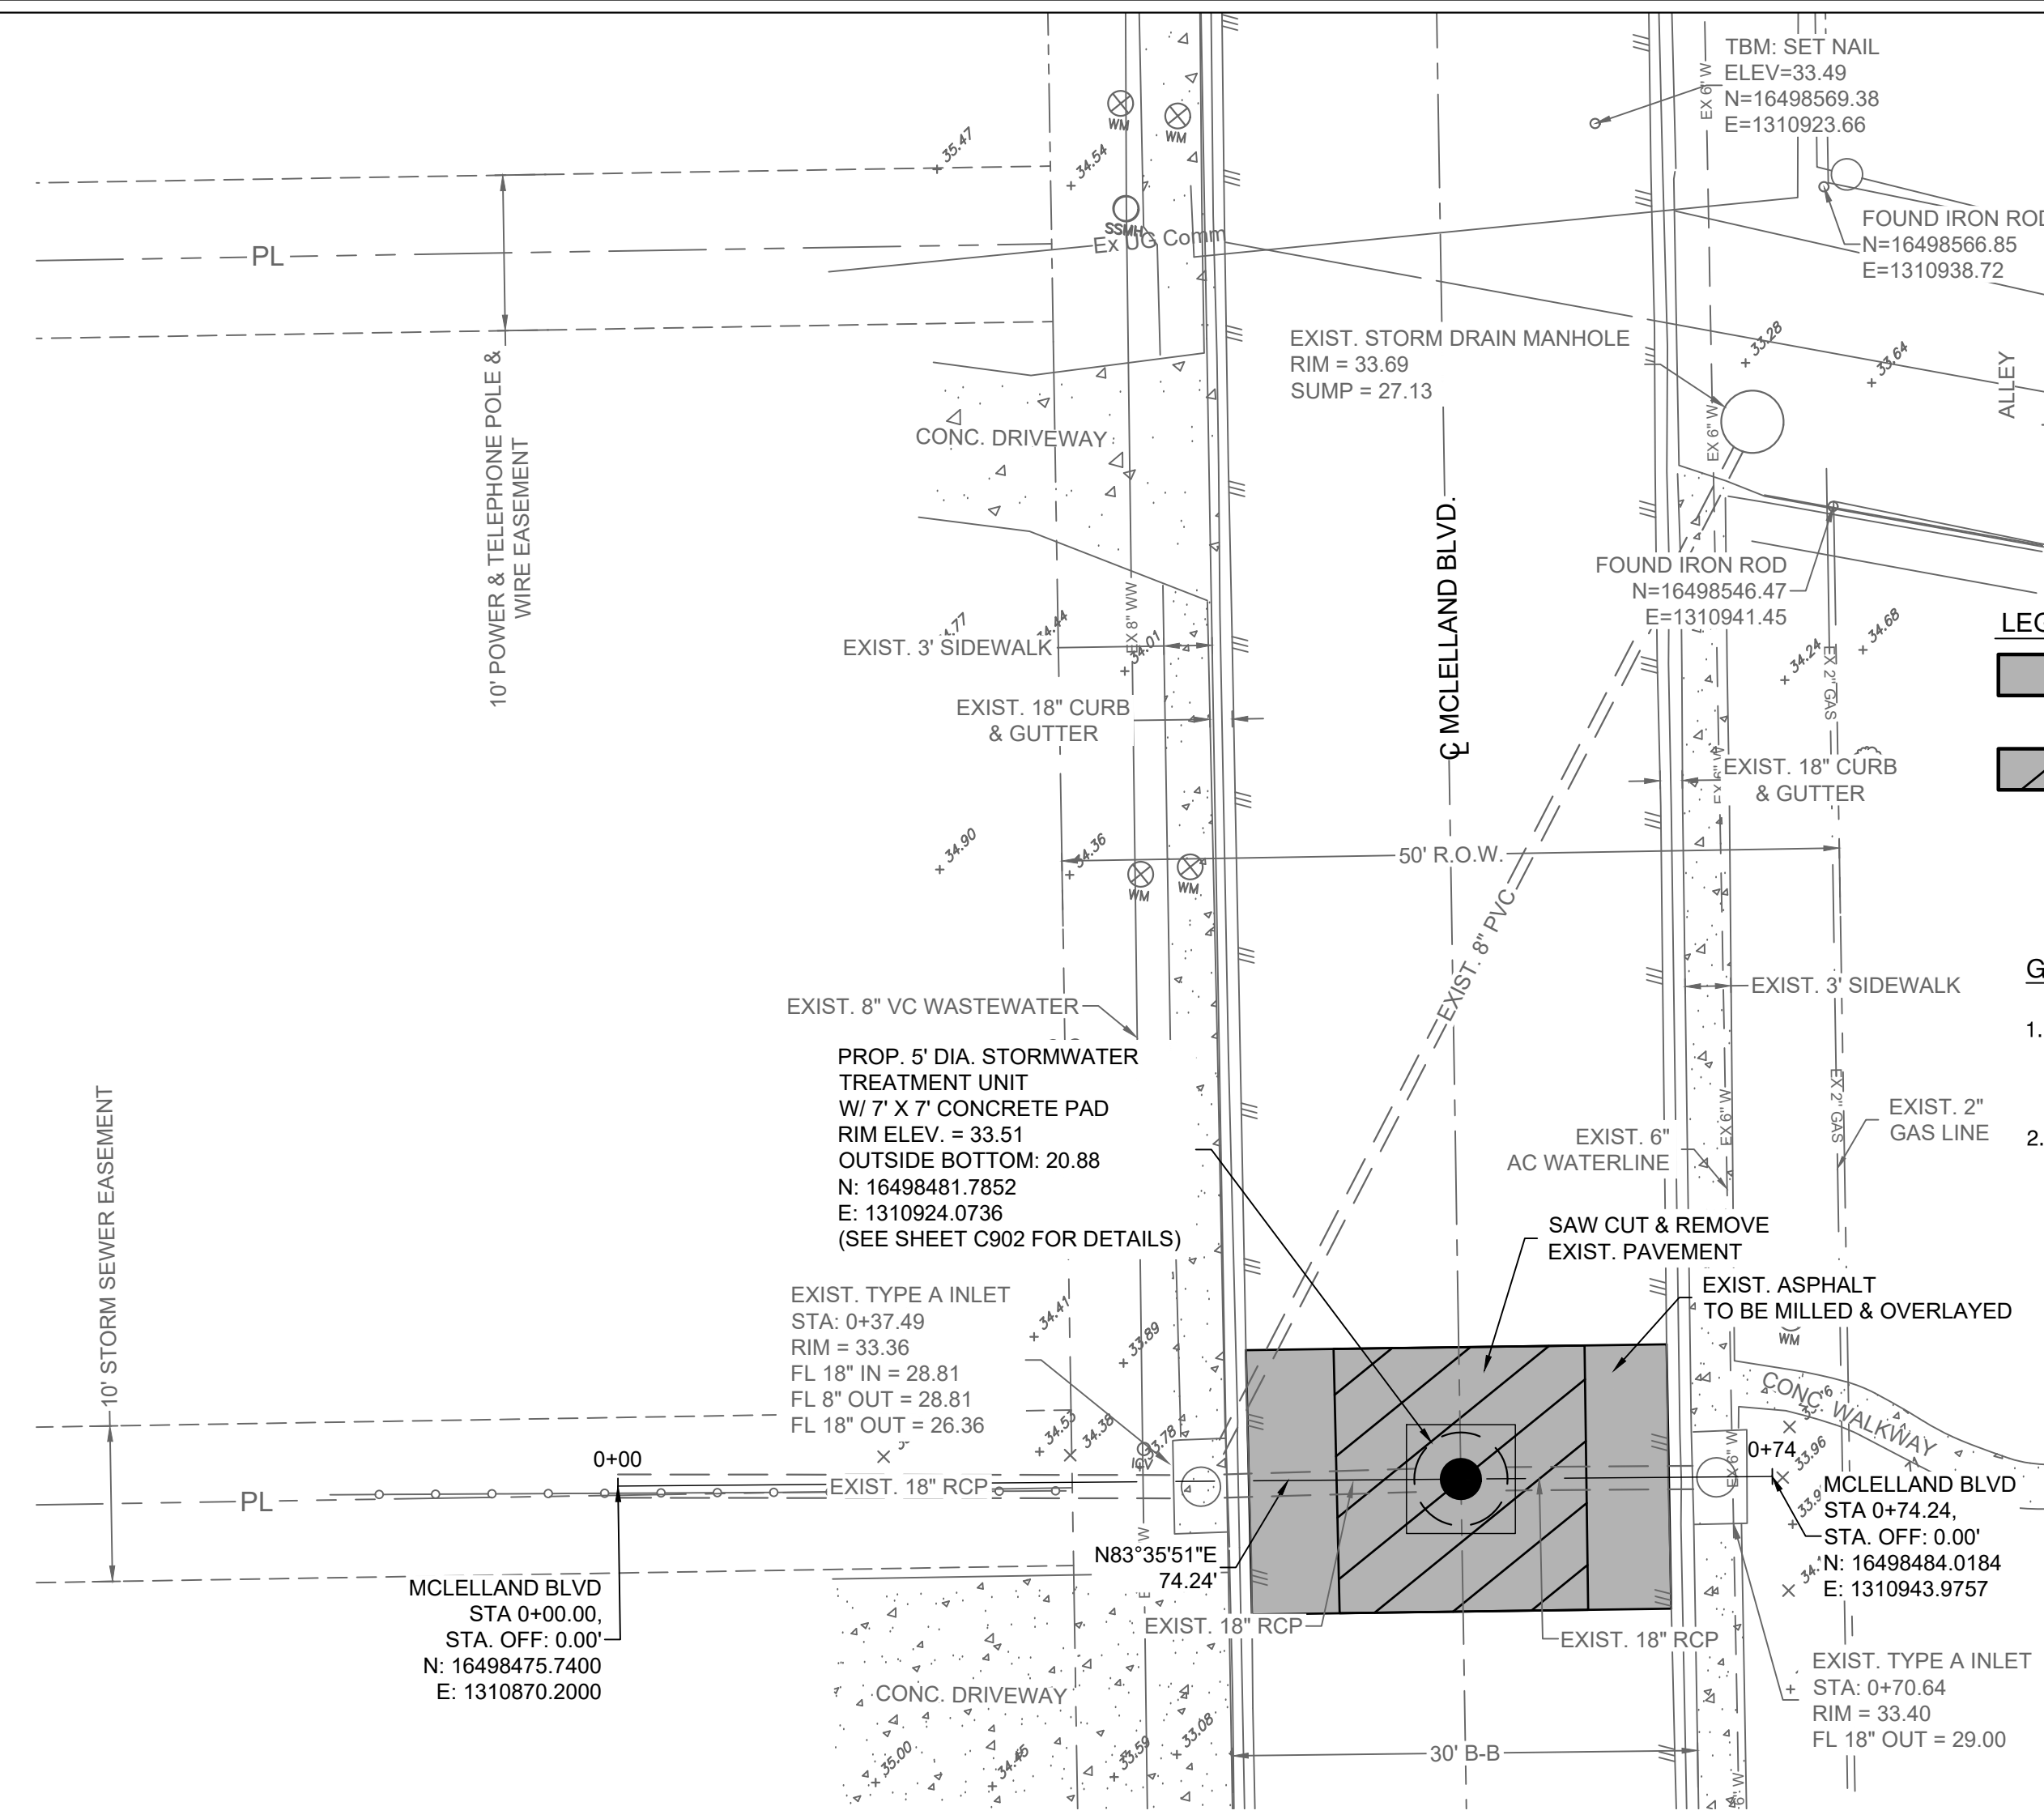 TBM: SET NAIL
ELEV=33.49
N=16498569.38
E=1310923.66
EX 6" W
WM
WM
35.47
34.54
SSMH
Ex UG Comm
PL
FOUND IRON ROD
N=16498566.85
E=1310938.72
EXIST. STORM DRAIN MANHOLE
RIM = 33.69
SUMP = 27.13
33.28
33.64
ALLEY
EX 6" W
10' POWER & TELEPHONE POLE &
WIRE EASEMENT
CONC. DRIVEWAY
℄ MCLELLAND BLVD.
FOUND IRON ROD
N=16498546.47
E=1310941.45
EX 8" WW
34.01
EXIST. 3' SIDEWALK
34.24
34.68
EX 2" GAS
EXIST. 18" CURB
& GUTTER
EXIST. 18" CURB
& GUTTER
EX 6" W
34.90
34.36
WM
WM
50' R.O.W.
EXIST. 8" PVC
EXIST. 3' SIDEWALK
EXIST. 8" VC WASTEWATER
1.
2.
PROP. 5' DIA. STORMWATER
TREATMENT UNIT
W/ 7' X 7' CONCRETE PAD
RIM ELEV. = 33.51
OUTSIDE BOTTOM: 20.88
N: 16498481.7852
E: 1310924.0736
(SEE SHEET C902 FOR DETAILS)
EX 6" W
EX 2" GAS
EXIST. 2"
GAS LINE
EXIST. 6"
AC WATERLINE
10' STORM SEWER EASEMENT
SAW CUT & REMOVE
EXIST. PAVEMENT
EXIST. ASPHALT
TO BE MILLED & OVERLAYED
WM
EXIST. TYPE A INLET
STA: 0+37.49
RIM = 33.36
FL 18" IN = 28.81
FL 8" OUT = 28.81
FL 18" OUT = 26.36
34.41
33.89
34.53
34.38
33.78
ICV
CONC. WALKWAY
0+00
PL
EXIST. 18" RCP
0+74
33.96
EX 6" W
MCLELLAND BLVD
STA 0+74.24,
STA. OFF: 0.00'
N: 16498484.0184
E: 1310943.9757
N83°35'51"E
74.24'
MCLELLAND BLVD
STA 0+00.00,
STA. OFF: 0.00'
N: 16498475.7400
E: 1310870.2000
EXIST. 18" RCP
EXIST. 18" RCP
EXIST. TYPE A INLET
STA: 0+70.64
RIM = 33.40
FL 18" OUT = 29.00
CONC. DRIVEWAY
35.00
34.45
33.59
33.08
30' B-B